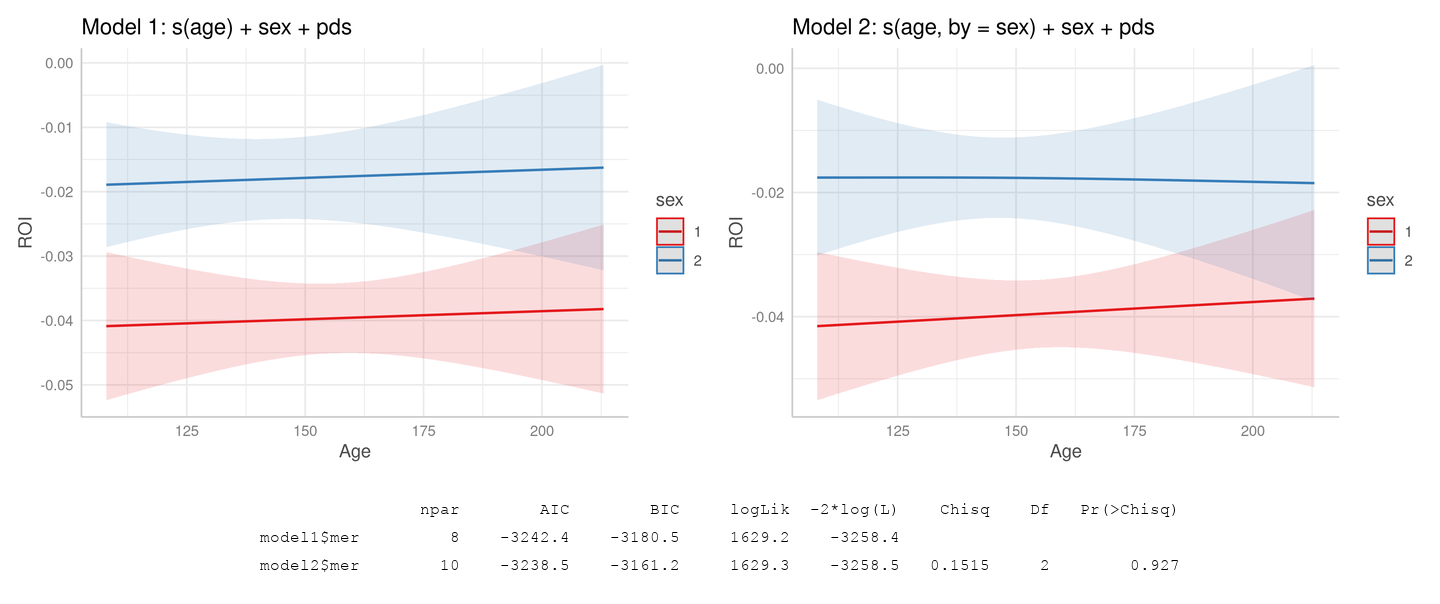 Model 1: s(age) + sex + pds
0.00
-0.01
-0.02
-0.03
-0.04
-0.05
ROI
125 150 175 200
Age
sex
1
2
Model 2: s(age, by = sex) + sex + pds
0.00
-0.02
-0.04
ROI
125 150 175 200
Age
sex
1
2
npar AIC BIC logLik -2*log(L) Chisq Df Pr(>Chisq)
model1$mer 8 -3242.4 -3180.5 1629.2 -3258.4
model2$mer 10 -3238.5 -3161.2 1629.3 -3258.5 0.1515 2 0.927